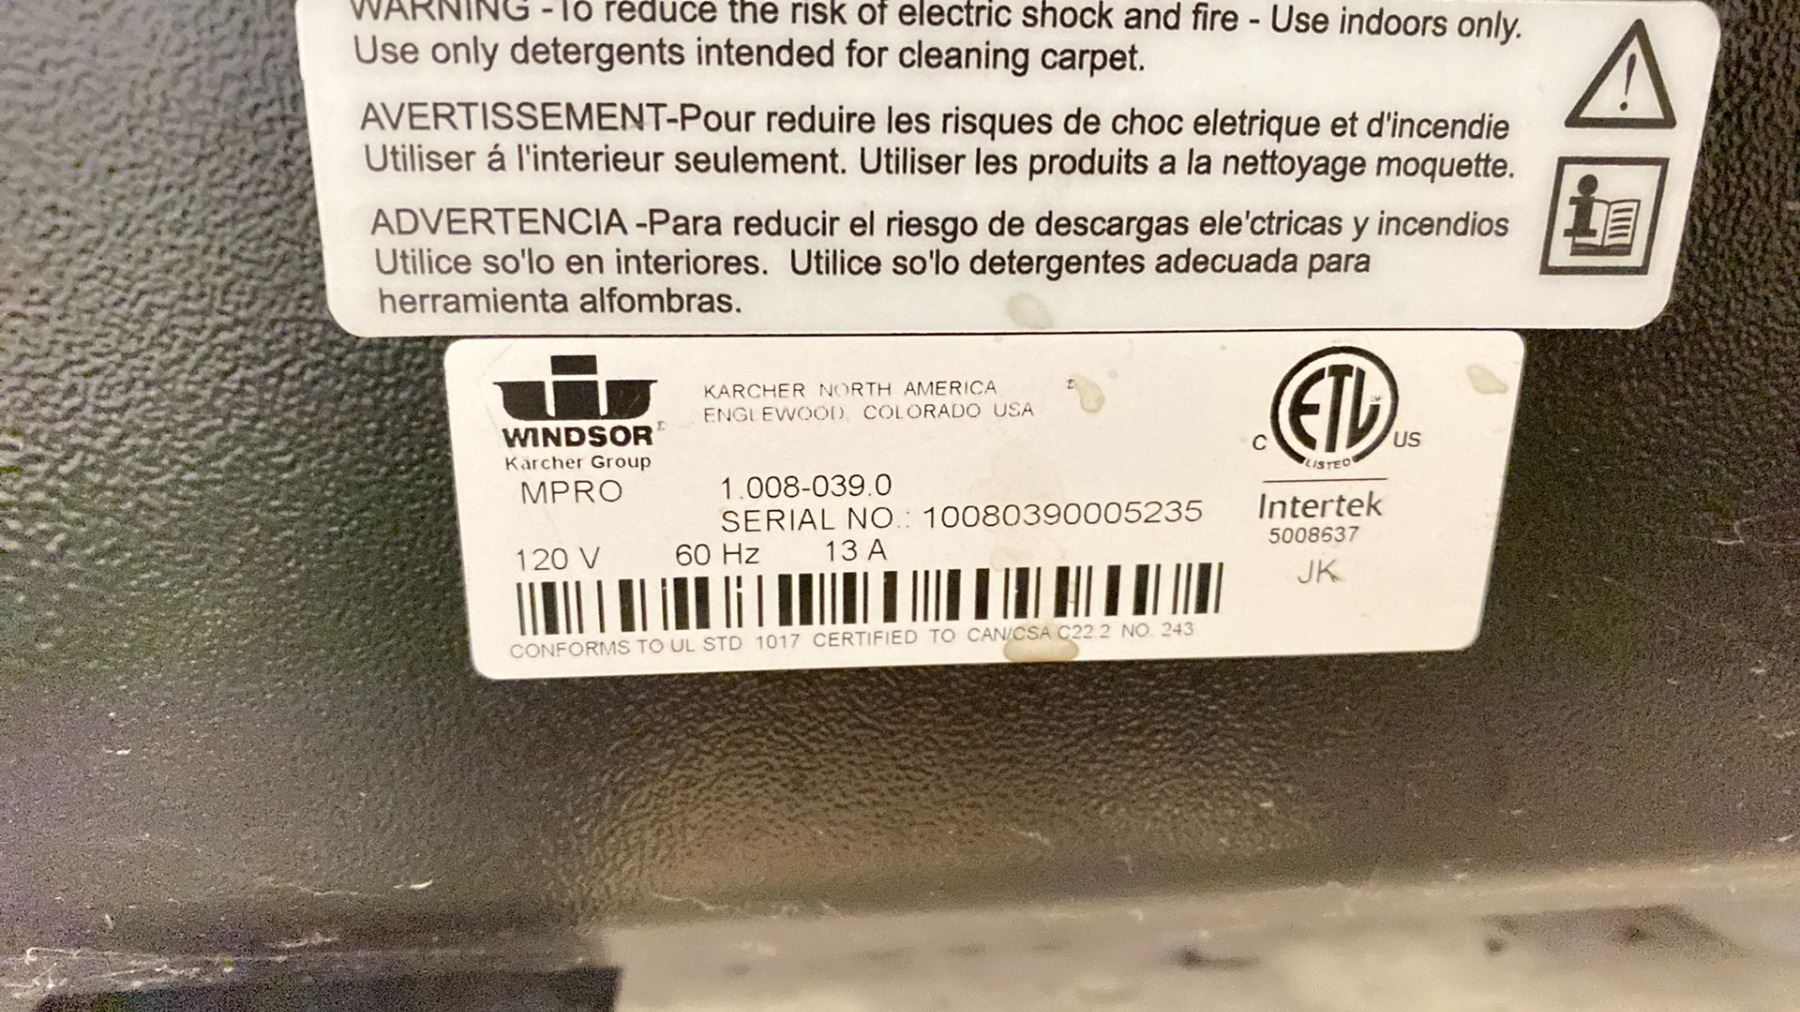 WARNING -To reduce the risk of electric shock and fire - Use indoors only.
Use only detergents intended for cleaning carpet.
AVERTISSEMENT-Pour reduire les risques de choc eletrique et d'incendie
Utiliser á l'interieur seulement. Utiliser les produits a la nettoyage moquette.
ADVERTENCIA -Para reducir el riesgo de descargas ele'ctricas y incendios
Utilice so'lo en interiores. Utilice so'lo detergentes adecuada para
herramienta alfombras.
WINDSOR
Kärcher Group
KARCHER NORTH AMERICA
ENGLEWOOD, COLORADO USA
MPRO 1.008-039.0
SERIAL NO.: 10080390005235
120 V 60 Hz 13 A
CONFORMS TO UL STD 1017 CERTIFIED TO CAN/CSA C22.2 NO. 243
C ETL US
LISTED
Intertek
5008637
JK